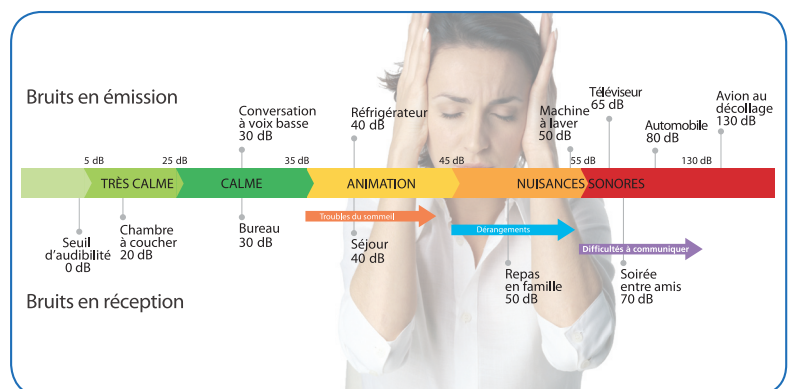 Bruits en émission
Conversation
à voix basse
30 dB
Réfrigérateur
40 dB
Machine
à laver
50 dB
Téléviseur
65 dB
Automobile
80 dB
Avion au
décollage
130 dB
5 dB
25 dB
35 dB
45 dB
55 dB
130 dB
TRÈS CALME
CALME
ANIMATION
NUISANCES SONORES
Troubles du sommeil
Dérangements
Difficultés à communiquer
Seuil
d'audibilité
0 dB
Chambre
à coucher
20 dB
Bureau
30 dB
Séjour
40 dB
Repas
en famille
50 dB
Soirée
entre amis
70 dB
Bruits en réception